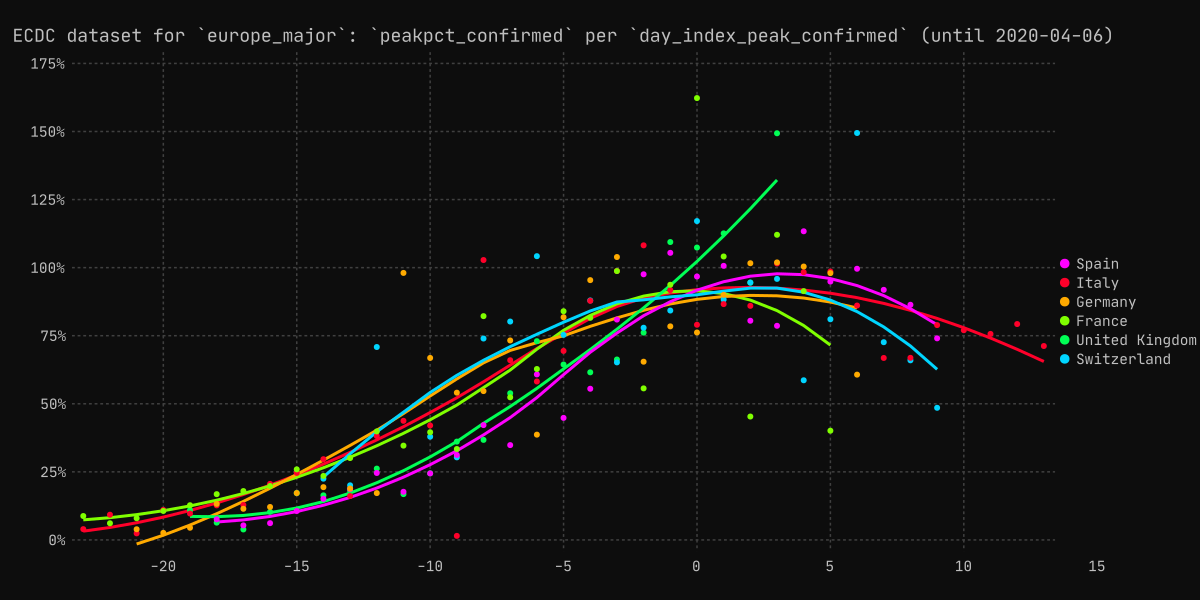 ECDC dataset for `europe_major`: `peakpct_confirmed` per `day_index_peak_confirmed` (until 2020-04-06)
175%
150%
125%
100%
75%
50%
25%
0%
−20 −15 −10 −5 0 5 10 15
Spain
Italy
Germany
France
United Kingdom
Switzerland